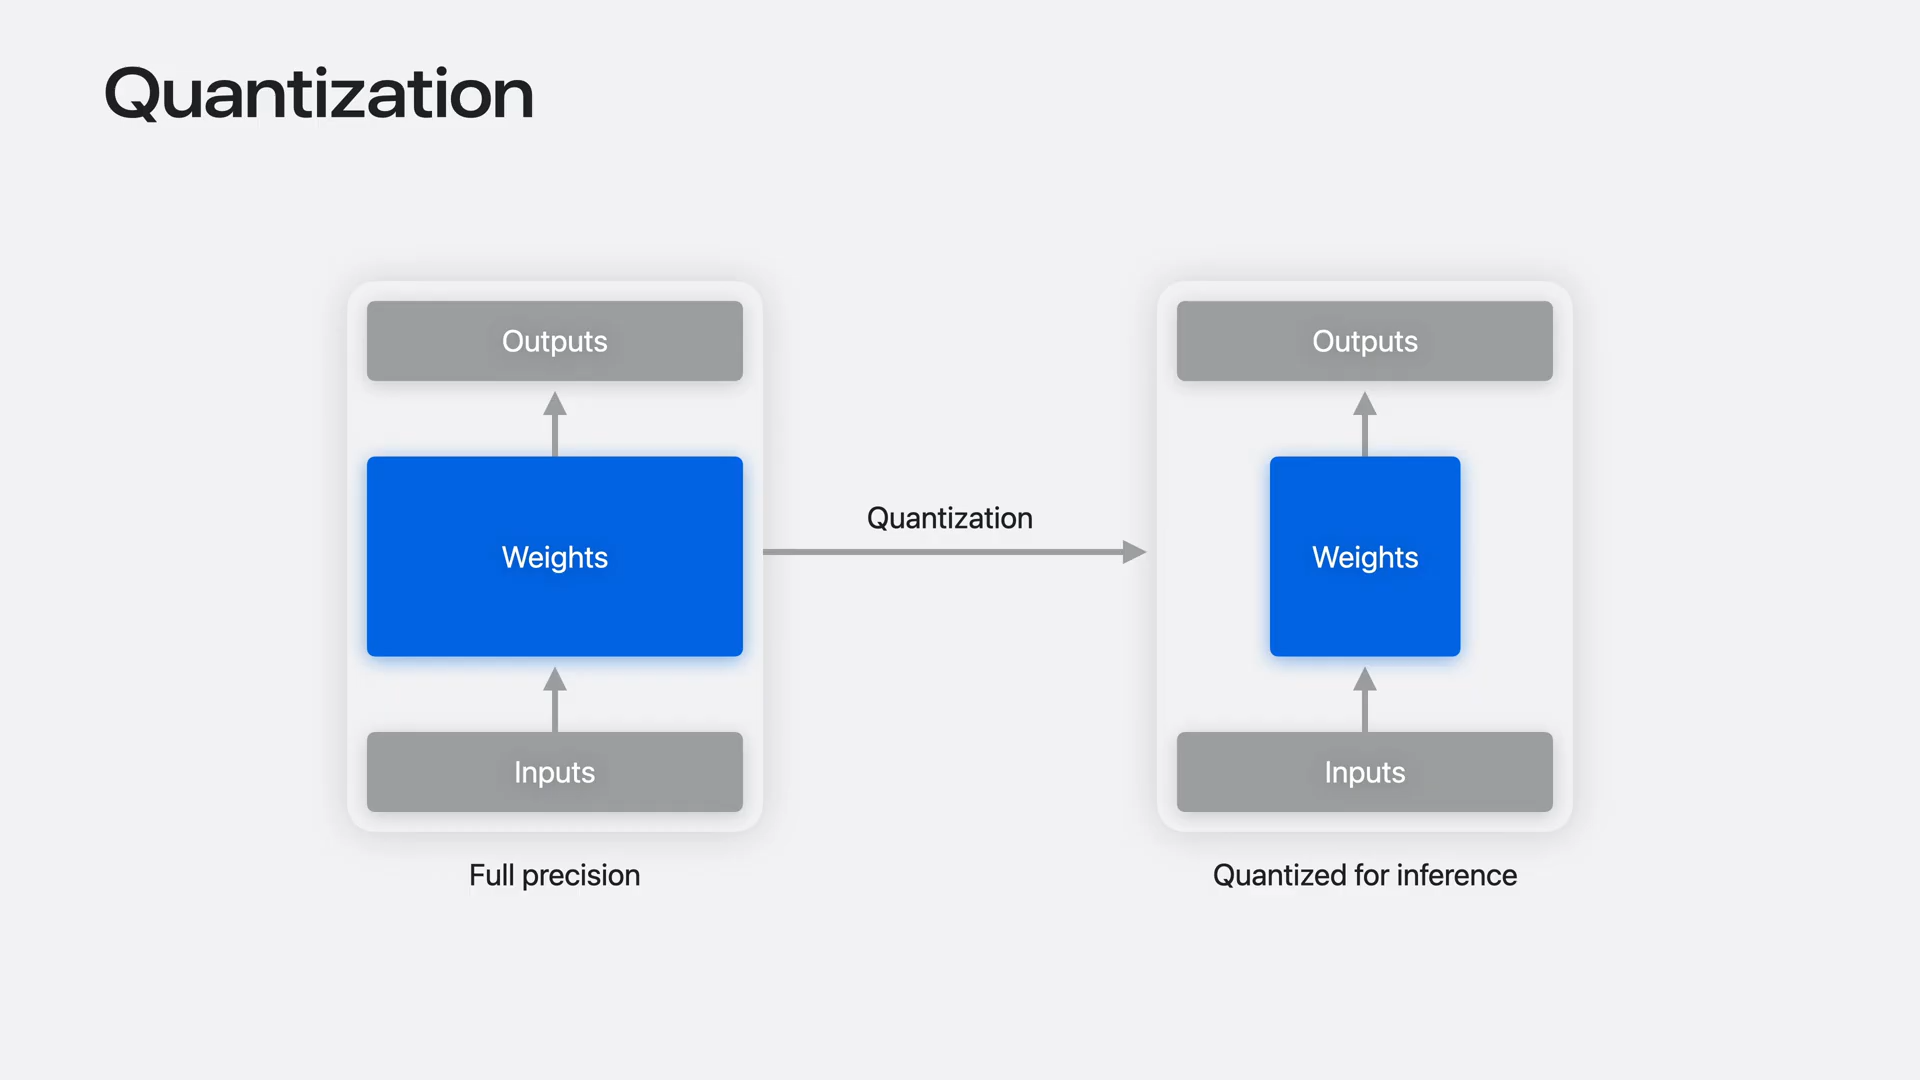 Quantization
Outputs
Weights
Inputs
Full precision
Quantization
Outputs
Weights
Inputs
Quantized for inference